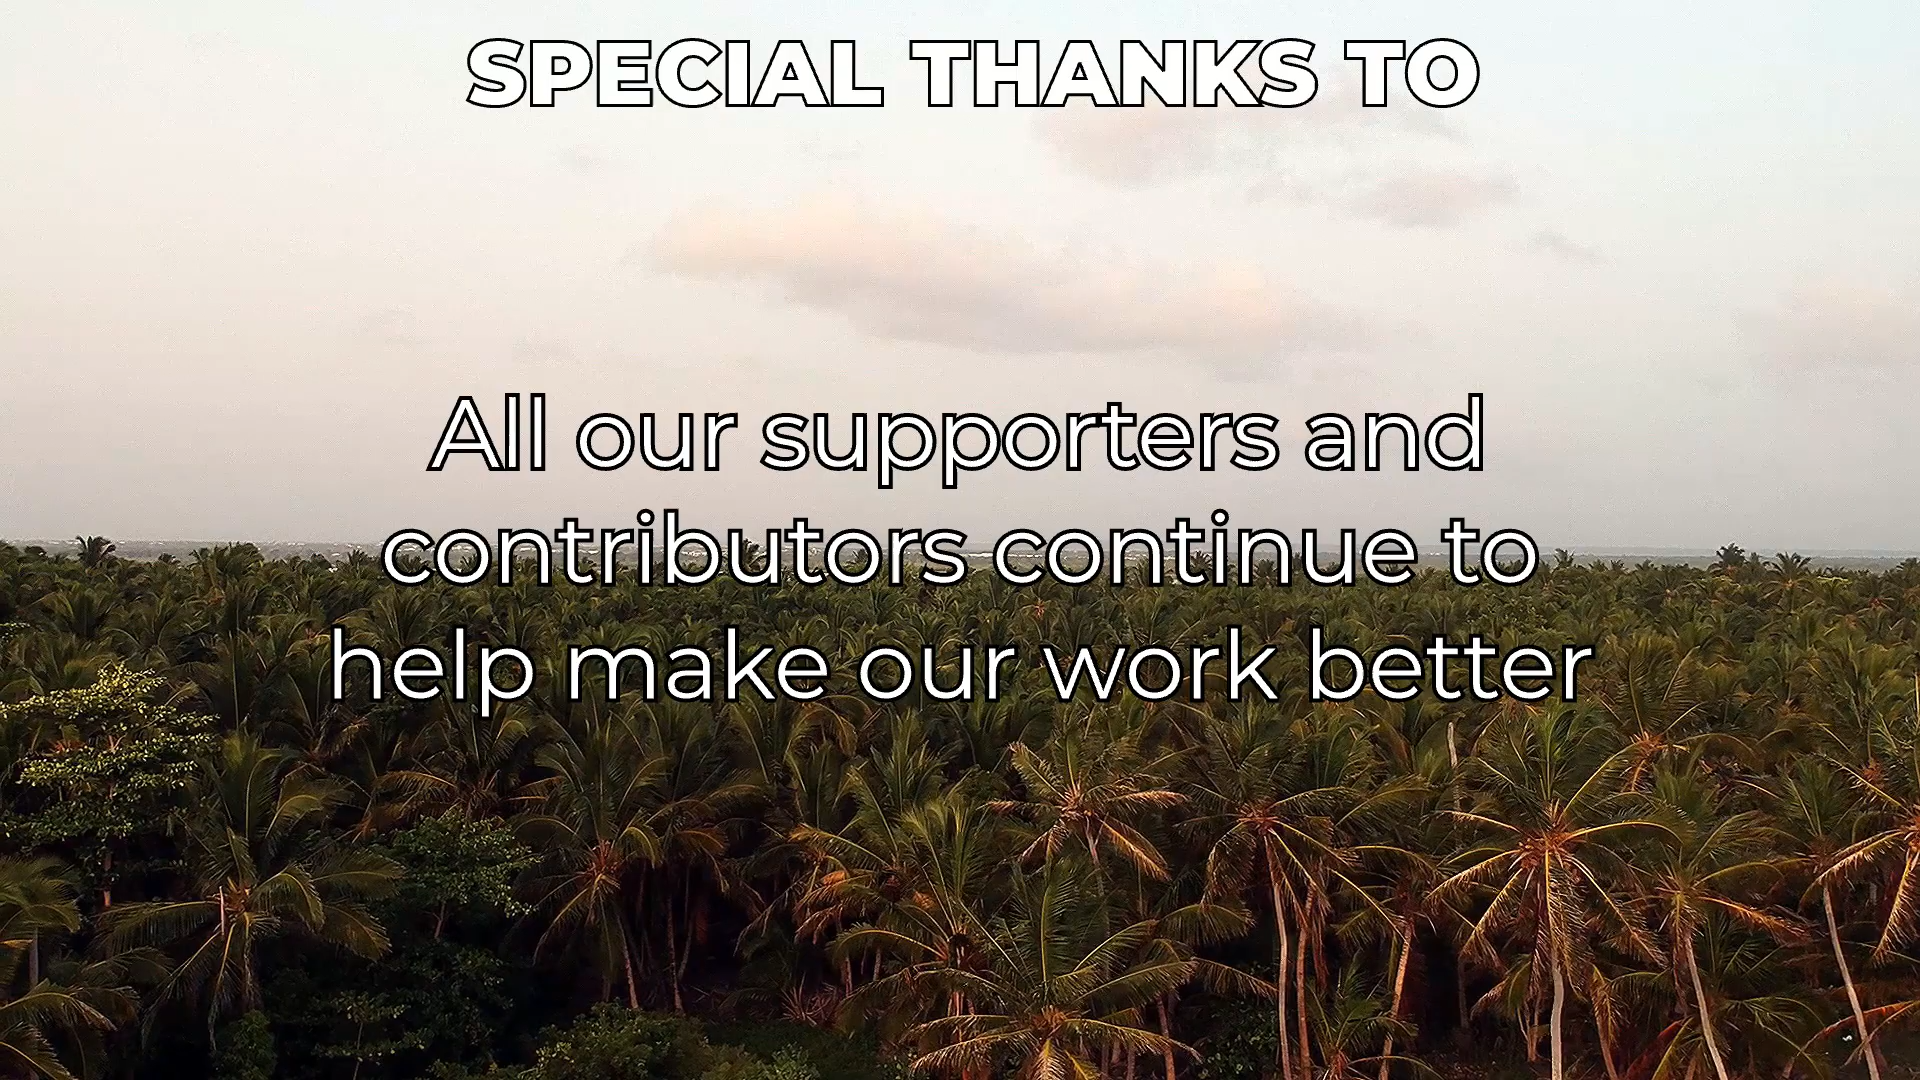 SPECIAL THANKS TO
All our supporters and
contributors continue to
help make our work better